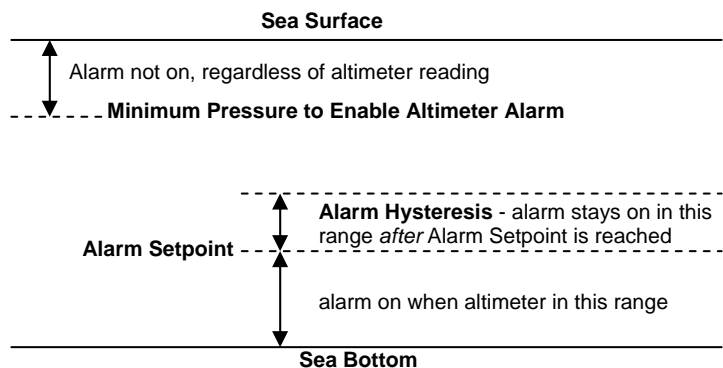 Sea Surface
Alarm not on, regardless of altimeter reading
Minimum Pressure to Enable Altimeter Alarm
Alarm Hysteresis - alarm stays on in this
range after Alarm Setpoint is reached
Alarm Setpoint
alarm on when altimeter in this range
Sea Bottom